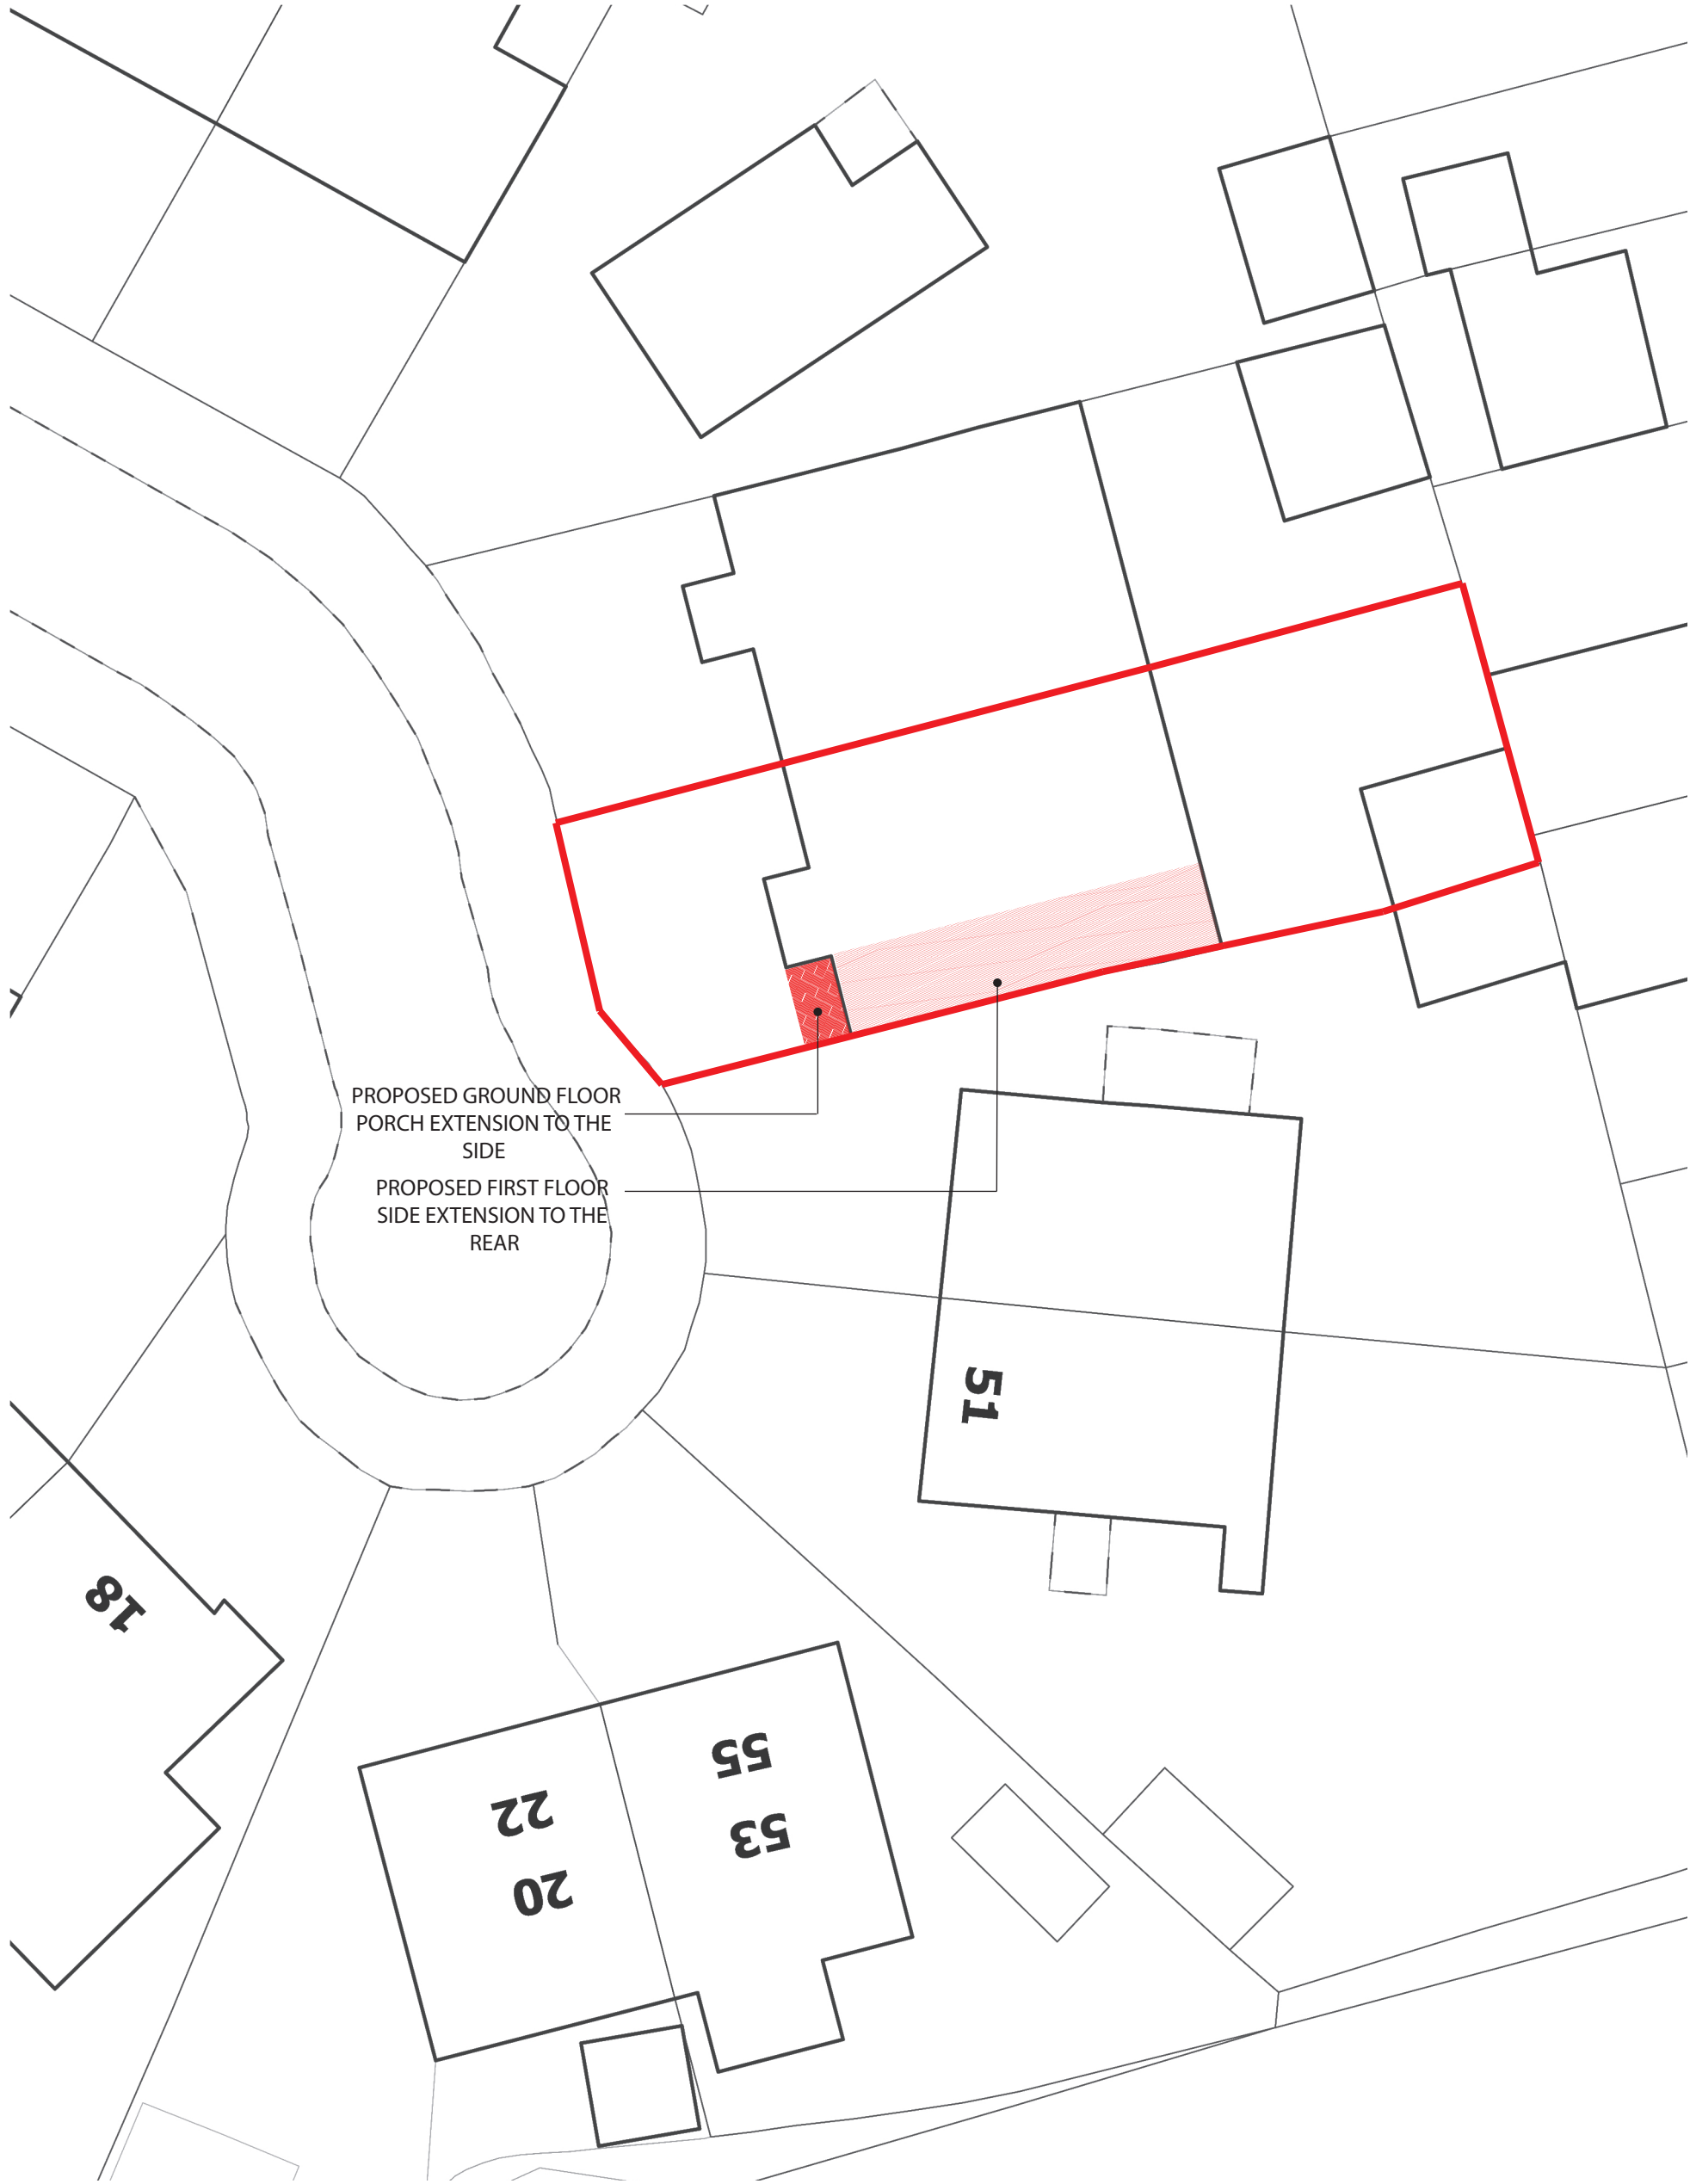 PROPOSED GROUND FLOOR
PORCH EXTENSION TO THE
SIDE
PROPOSED FIRST FLOOR
SIDE EXTENSION TO THE
REAR
51
18
55
22
53
20